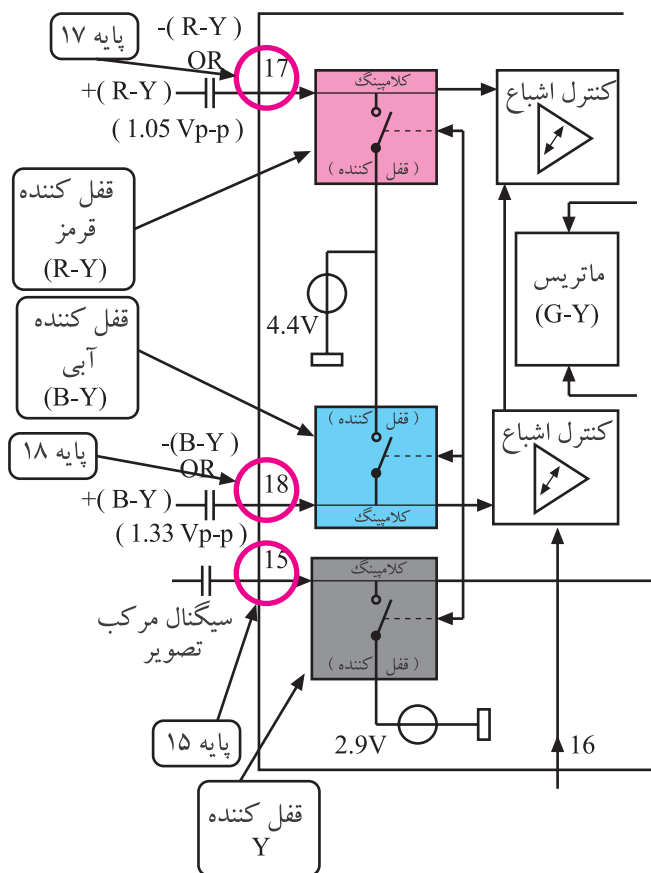 پایه ۱۷
-( R-Y )
OR
+( R-Y )
( 1.05 Vp-p )
17
کلامپینگ
( قفل کننده )
کنترل اشباع
قفل کننده
قرمز
(R-Y)
4.4V
ماتریس
(G-Y)
قفل کننده
آبی
(B-Y)
پایه ۱۸
-(B-Y )
OR
+( B-Y )
( 1.33 Vp-p )
18
( قفل کننده )
کلامپینگ
کنترل اشباع
15
سیگنال مرکب
تصویر
کلامپینگ
( قفل کننده )
2.9V
16
پایه ۱۵
قفل کننده
Y